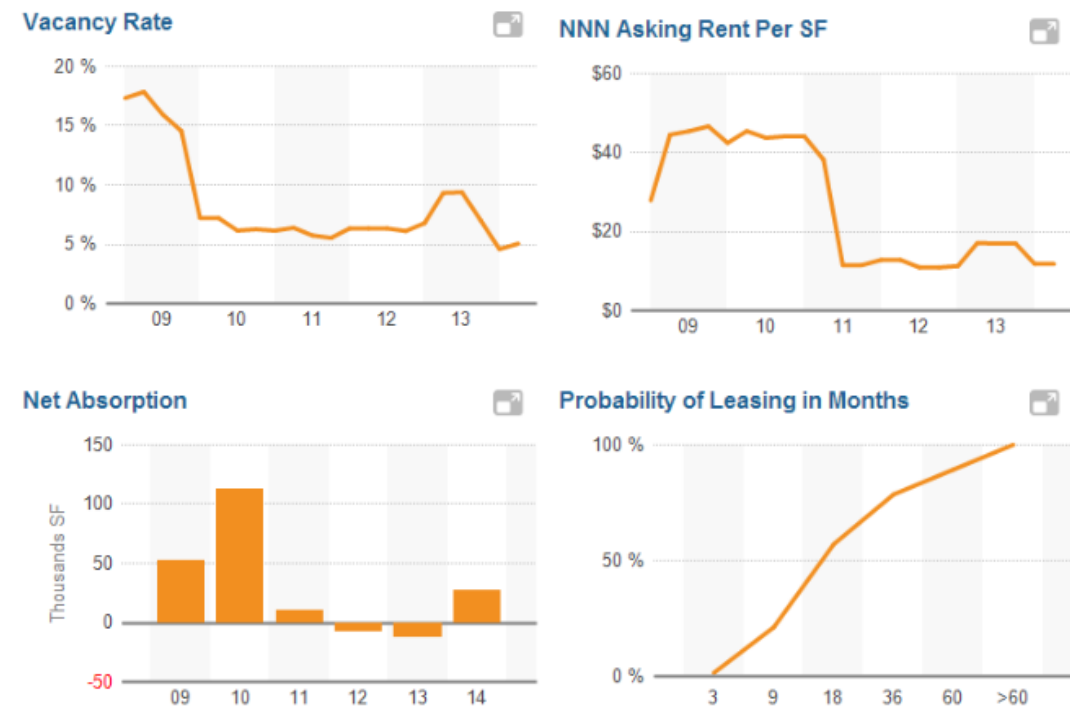 Vacancy Rate
20 %
15 %
10 %
5 %
0 %
09 10 11 12 13
NNN Asking Rent Per SF
$60
$40
$20
$0
09 10 11 12 13
Net Absorption
Thousands SF
150
100
50
0
-50
09 10 11 12 13 14
Probability of Leasing in Months
100 %
50 %
0 %
3 9 18 36 60 >60